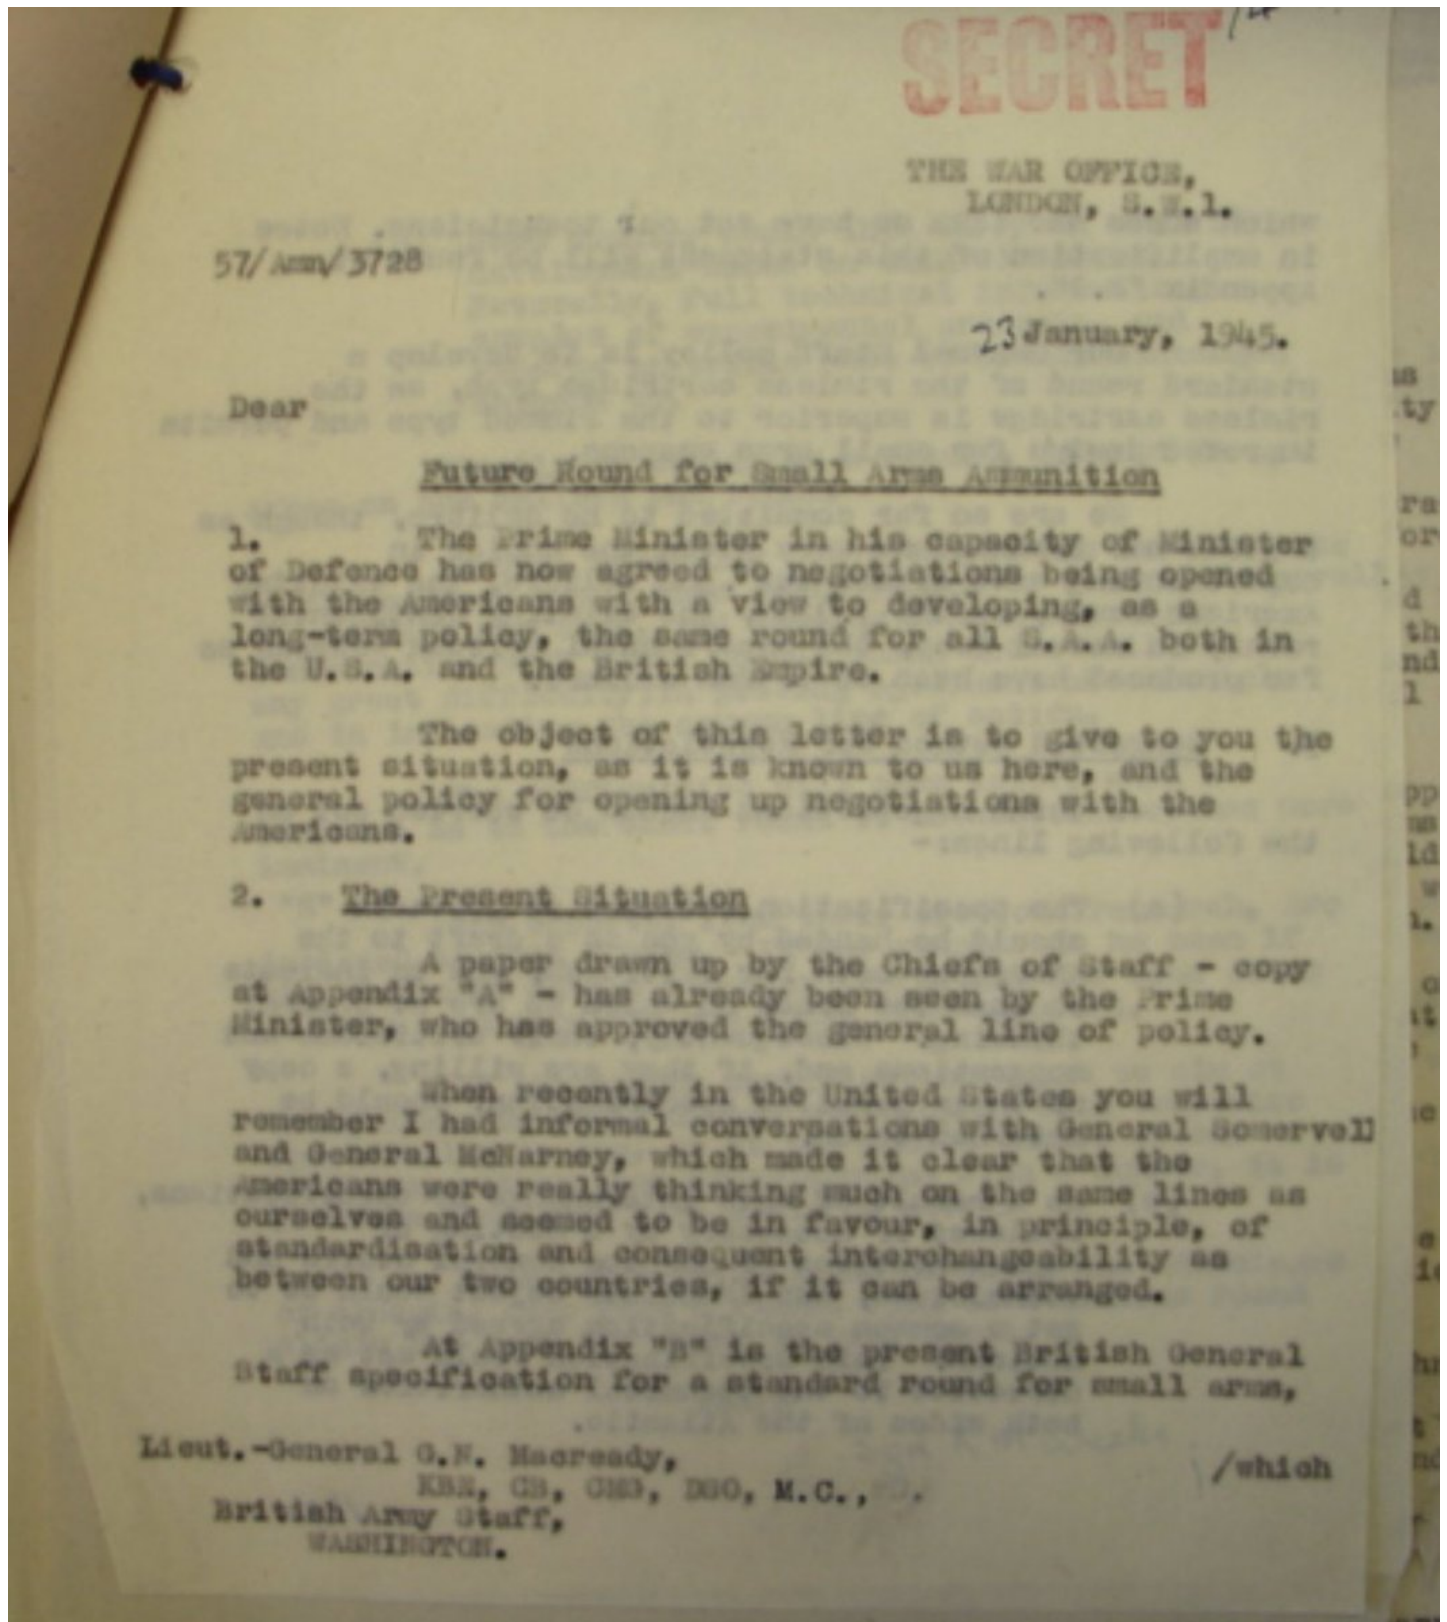 SECRET
THE WAR OFFICE,
LONDON, S.W.1.
57/Amn/3728
23 January, 1945.
Dear
Future Round for Small Arms Ammunition
1. The Prime Minister in his capacity of Minister
of Defence has now agreed to negotiations being opened
with the Americans with a view to developing, as a
long-term policy, the same round for all S.A.A. both in
the U.S.A. and the British Empire.
The object of this letter is to give to you the
present situation, as it is known to us here, and the
general policy for opening up negotiations with the
Americans.
2. The Present Situation
A paper drawn up by the Chiefs of Staff - copy
at Appendix "A" - has already been seen by the Prime
Minister, who has approved the general line of policy.
When recently in the United States you will
remember I had informal conversations with General Somervell
and General McNarney, which made it clear that the
Americans were really thinking much on the same lines as
ourselves and seemed to be in favour, in principle, of
standardisation and consequent interchangeability as
between our two countries, if it can be arranged.
At Appendix "B" is the present British General
Staff specification for a standard round for small arms,
/which
Lieut.-General G.N. Macready,
KBE, CB, CMG, DSO, M.C.,
British Army Staff,
WASHINGTON.